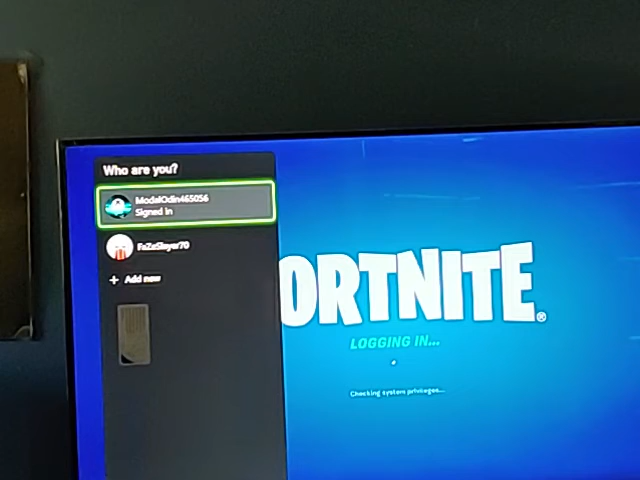 Who are you?
ModalOdin465056
Signed in
FaZeSlayer70
+ Add new
ORTNITE®
LOGGING IN...
Checking system privileges...